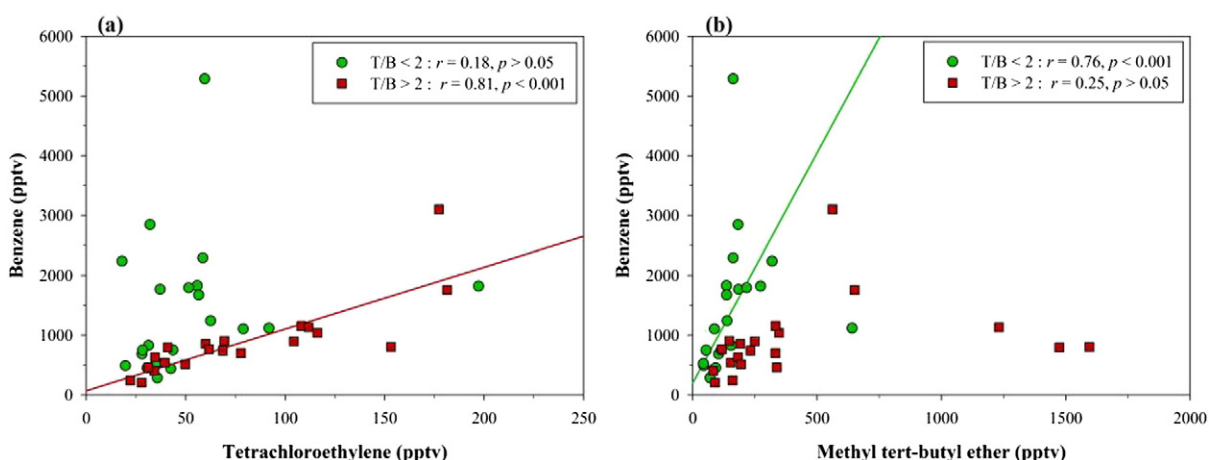 (a)
T/B < 2 : r = 0.18, p > 0.05
T/B > 2 : r = 0.81, p < 0.001
6000
5000
4000
3000
2000
1000
0
Benzene (pptv)
0 50 100 150 200 250
Tetrachloroethylene (pptv)
(b)
T/B < 2 : r = 0.76, p < 0.001
T/B > 2 : r = 0.25, p > 0.05
6000
5000
4000
3000
2000
1000
0
Benzene (pptv)
0 500 1000 1500 2000
Methyl tert-butyl ether (pptv)